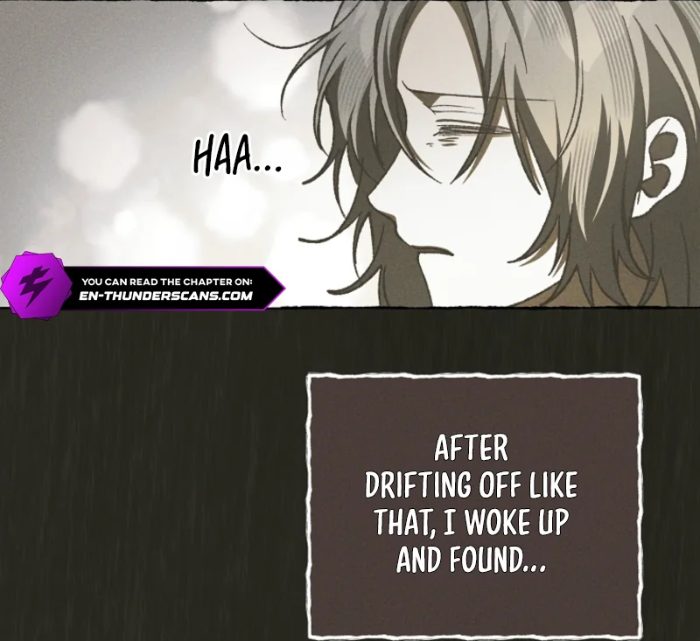 HAA...
YOU CAN READ THE CHAPTER ON:
EN-THUNDERSCANS.COM
AFTER
DRIFTING OFF LIKE
THAT, I WOKE UP
AND FOUND...